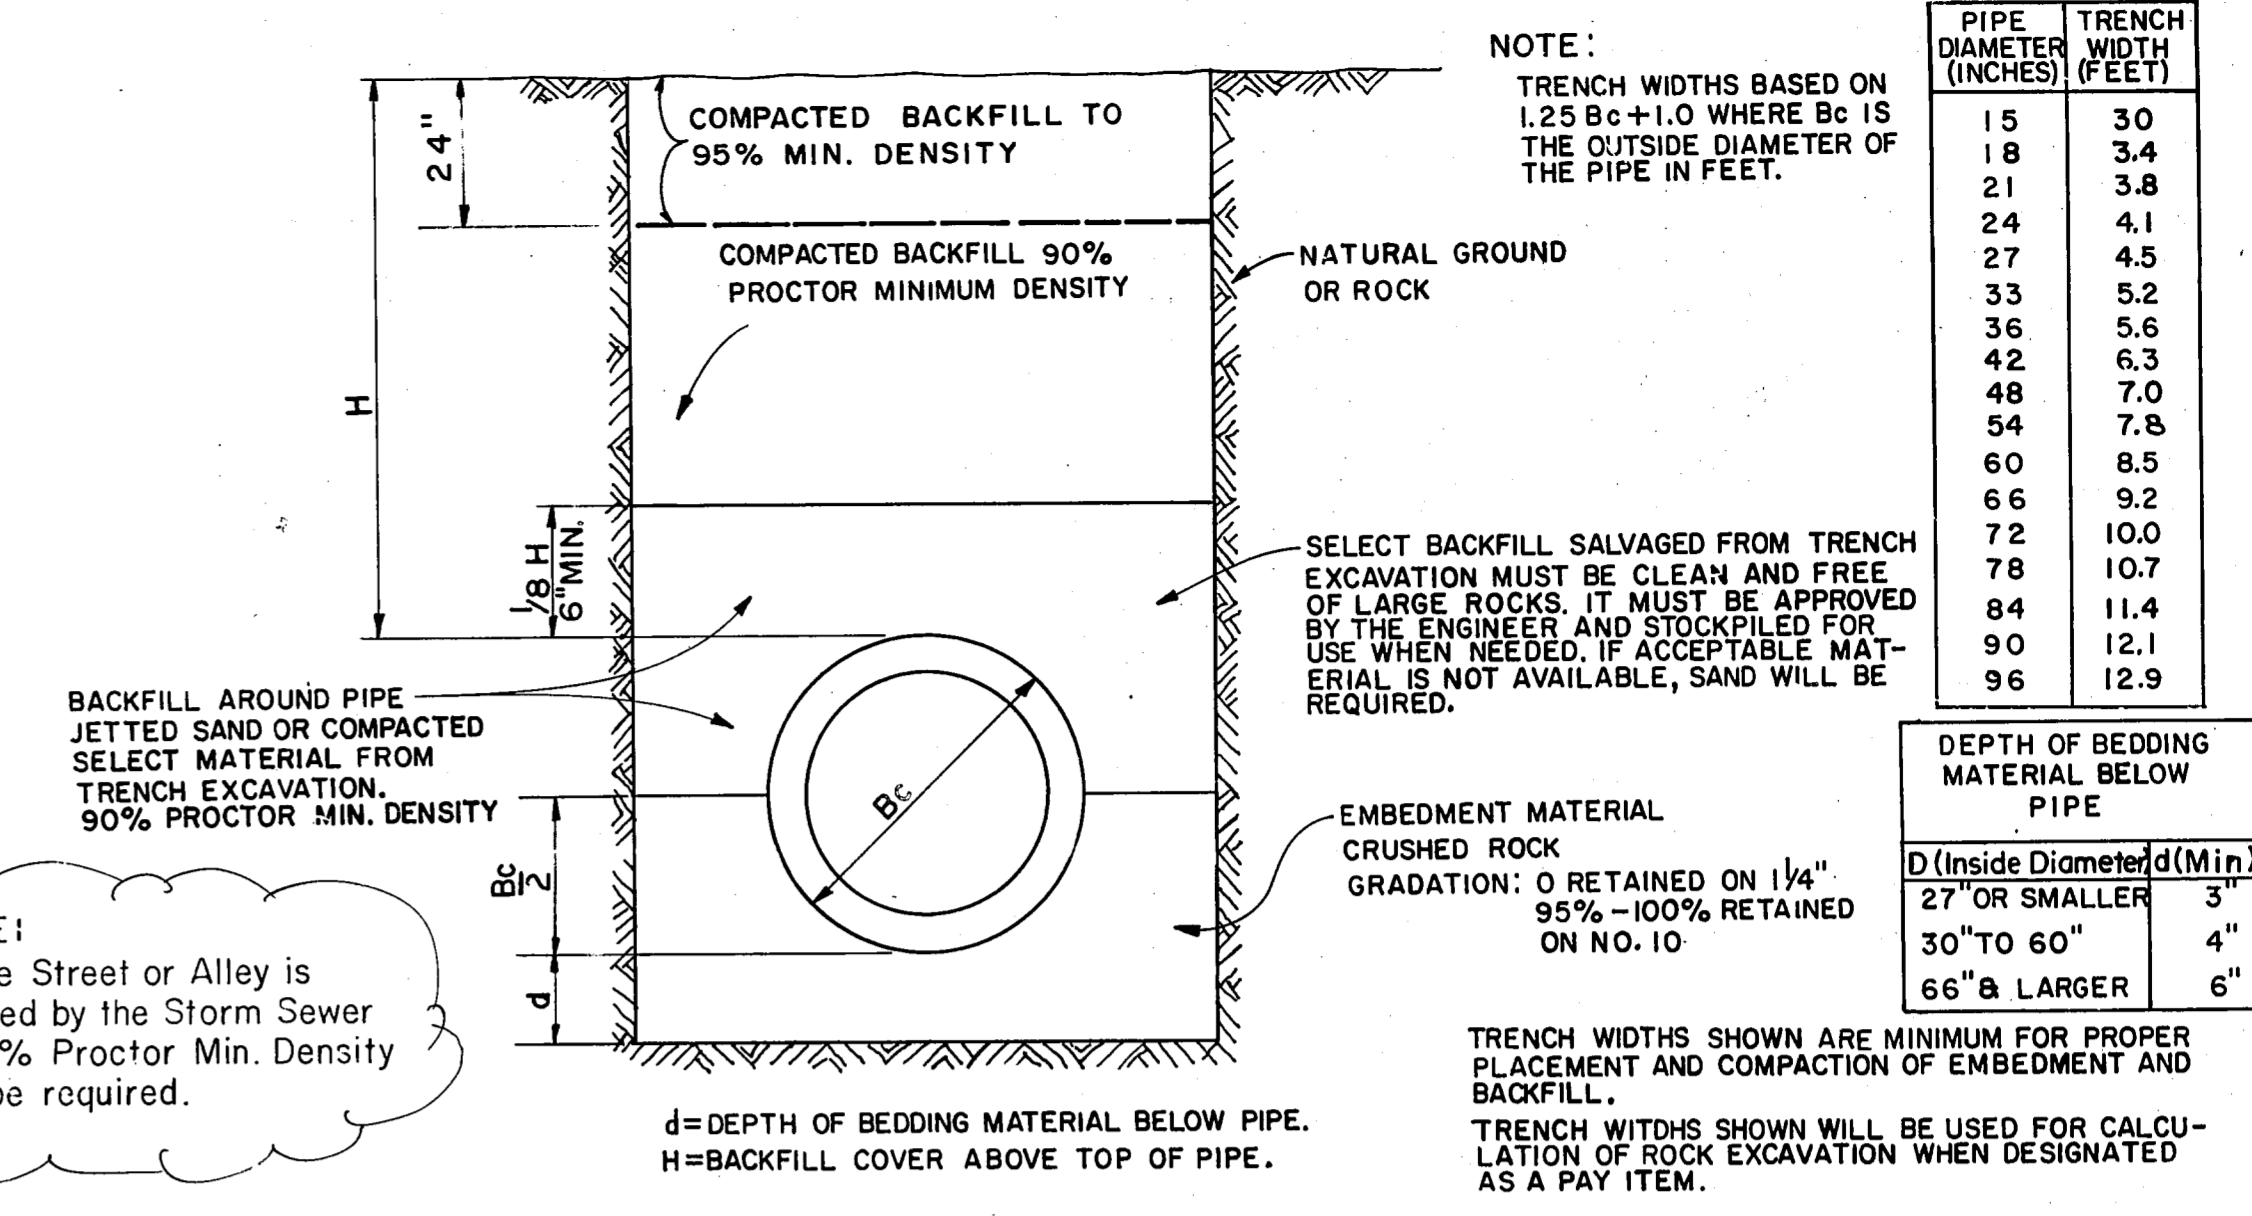 NOTE:
TRENCH WIDTHS BASED ON
1.25 Bc+1.0 WHERE Bc IS
THE OUTSIDE DIAMETER OF
THE PIPE IN FEET.
PIPE DIAMETER (INCHES) TRENCH WIDTH (FEET)
15 30
18 3.4
21 3.8
24 4.1
27 4.5
33 5.2
36 5.6
42 6.3
48 7.0
54 7.8
60 8.5
66 9.2
72 10.0
78 10.7
84 11.4
90 12.1
96 12.9
24"
COMPACTED BACKFILL TO
95% MIN. DENSITY
COMPACTED BACKFILL 90%
PROCTOR MINIMUM DENSITY
NATURAL GROUND
OR ROCK
H
1/8 H
6"MIN.
SELECT BACKFILL SALVAGED FROM TRENCH
EXCAVATION MUST BE CLEAN AND FREE
OF LARGE ROCKS. IT MUST BE APPROVED
BY THE ENGINEER AND STOCKPILED FOR
USE WHEN NEEDED. IF ACCEPTABLE MAT-
ERIAL IS NOT AVAILABLE, SAND WILL BE
REQUIRED.
BACKFILL AROUND PIPE
JETTED SAND OR COMPACTED
SELECT MATERIAL FROM
TRENCH EXCAVATION.
90% PROCTOR MIN. DENSITY
Bc
Bc/2
d
EMBEDMENT MATERIAL
CRUSHED ROCK
GRADATION: 0 RETAINED ON 1 1/4"
95%-100% RETAINED
ON NO. 10
DEPTH OF BEDDING
MATERIAL BELOW
PIPE
D (Inside Diameter) d(Min)
27"OR SMALLER 3"
30"TO 60" 4"
66"& LARGER 6"
E:
e Street or Alley is
ed by the Storm Sewer
% Proctor Min. Density
be required.
d=DEPTH OF BEDDING MATERIAL BELOW PIPE.
H=BACKFILL COVER ABOVE TOP OF PIPE.
TRENCH WIDTHS SHOWN ARE MINIMUM FOR PROPER
PLACEMENT AND COMPACTION OF EMBEDMENT AND
BACKFILL.
TRENCH WITDHS SHOWN WILL BE USED FOR CALCU-
LATION OF ROCK EXCAVATION WHEN DESIGNATED
AS A PAY ITEM.